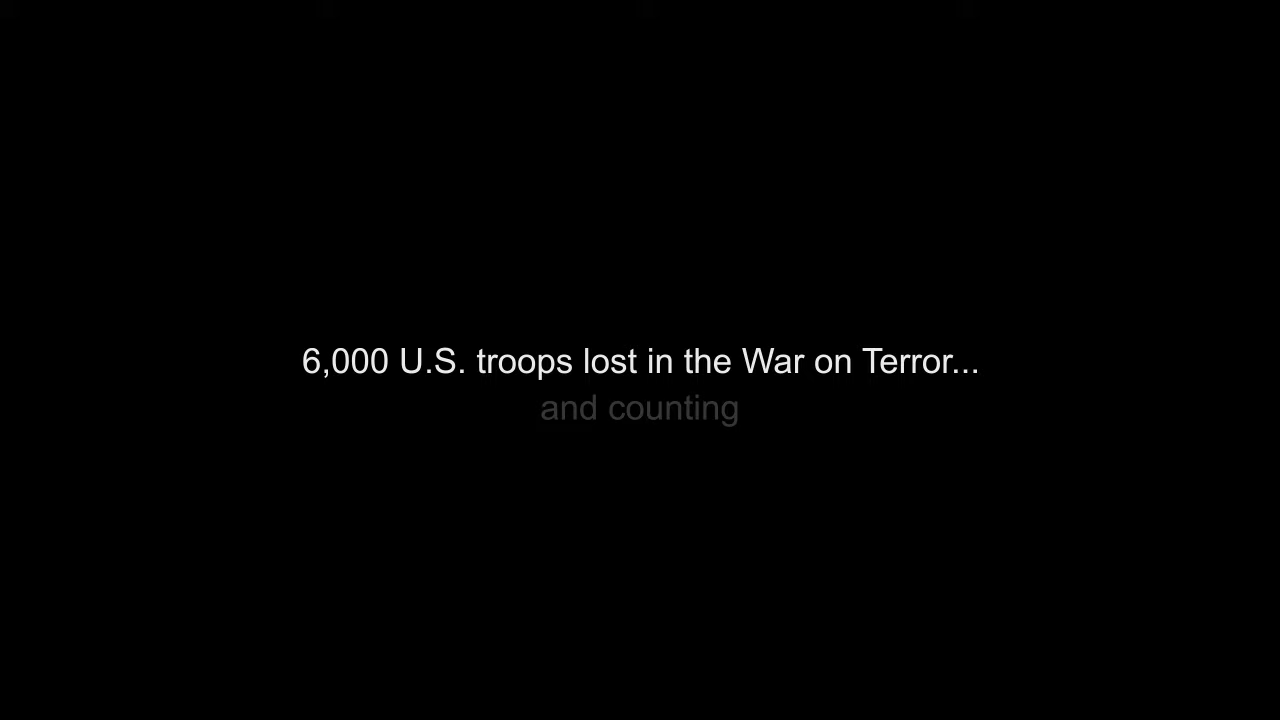 6,000 U.S. troops lost in the War on Terror...
and counting